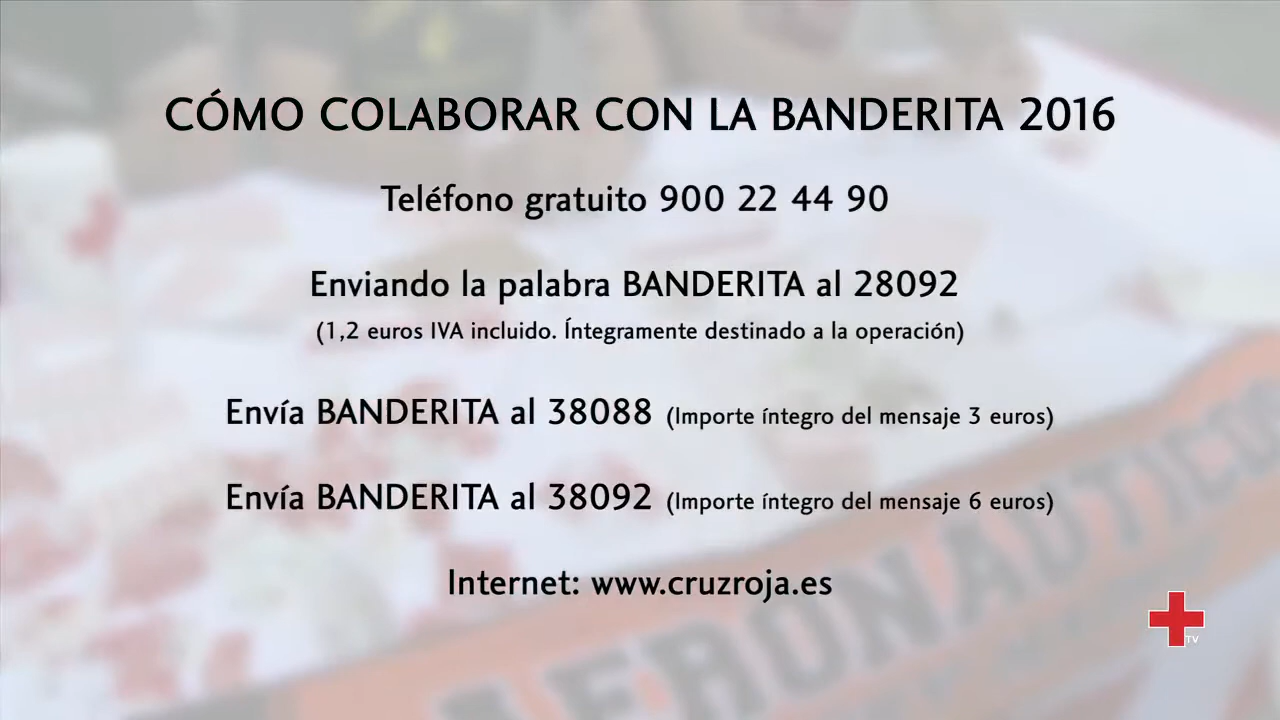 CÓMO COLABORAR CON LA BANDERITA 2016
Teléfono gratuito 900 22 44 90
Enviando la palabra BANDERITA al 28092
(1,2 euros IVA incluido. Íntegramente destinado a la operación)
Envía BANDERITA al 38088 (Importe íntegro del mensaje 3 euros)
Envía BANDERITA al 38092 (Importe íntegro del mensaje 6 euros)
Internet: www.cruzroja.es
TV
AERONAUTICO